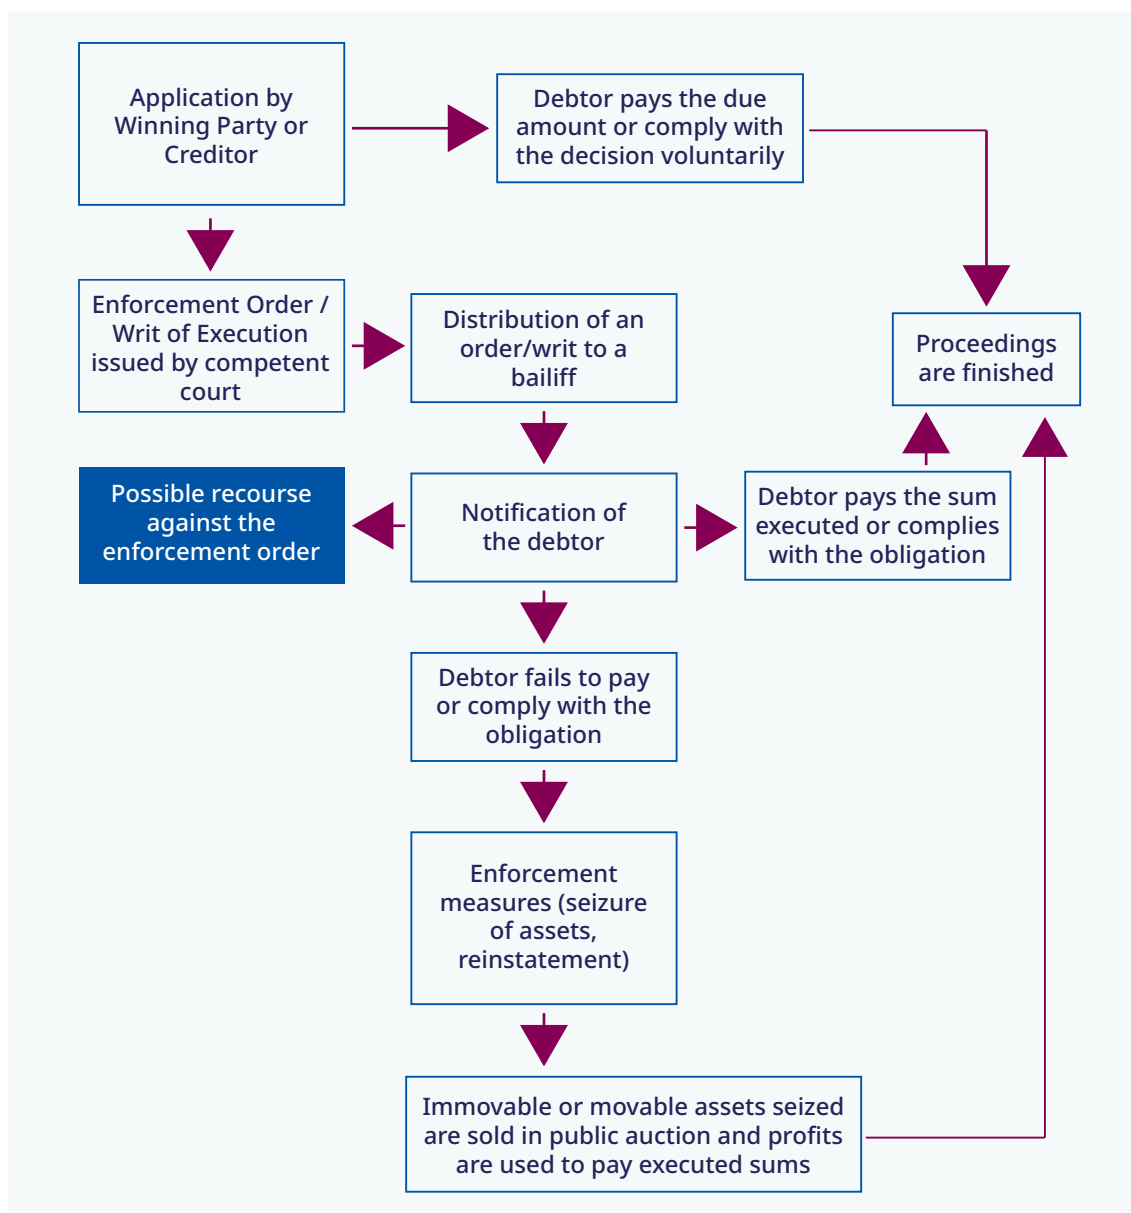 Application by
Winning Party or
Creditor
Debtor pays the due
amount or comply with
the decision voluntarily
Enforcement Order /
Writ of Execution
issued by competent
court
Distribution of an
order/writ to a
bailiff
Proceedings
are finished
Possible recourse
against the
enforcement order
Notification of
the debtor
Debtor pays the sum
executed or complies
with the obligation
Debtor fails to pay
or comply with the
obligation
Enforcement
measures (seizure
of assets,
reinstatement)
Immovable or movable assets seized
are sold in public auction and profits
are used to pay executed sums